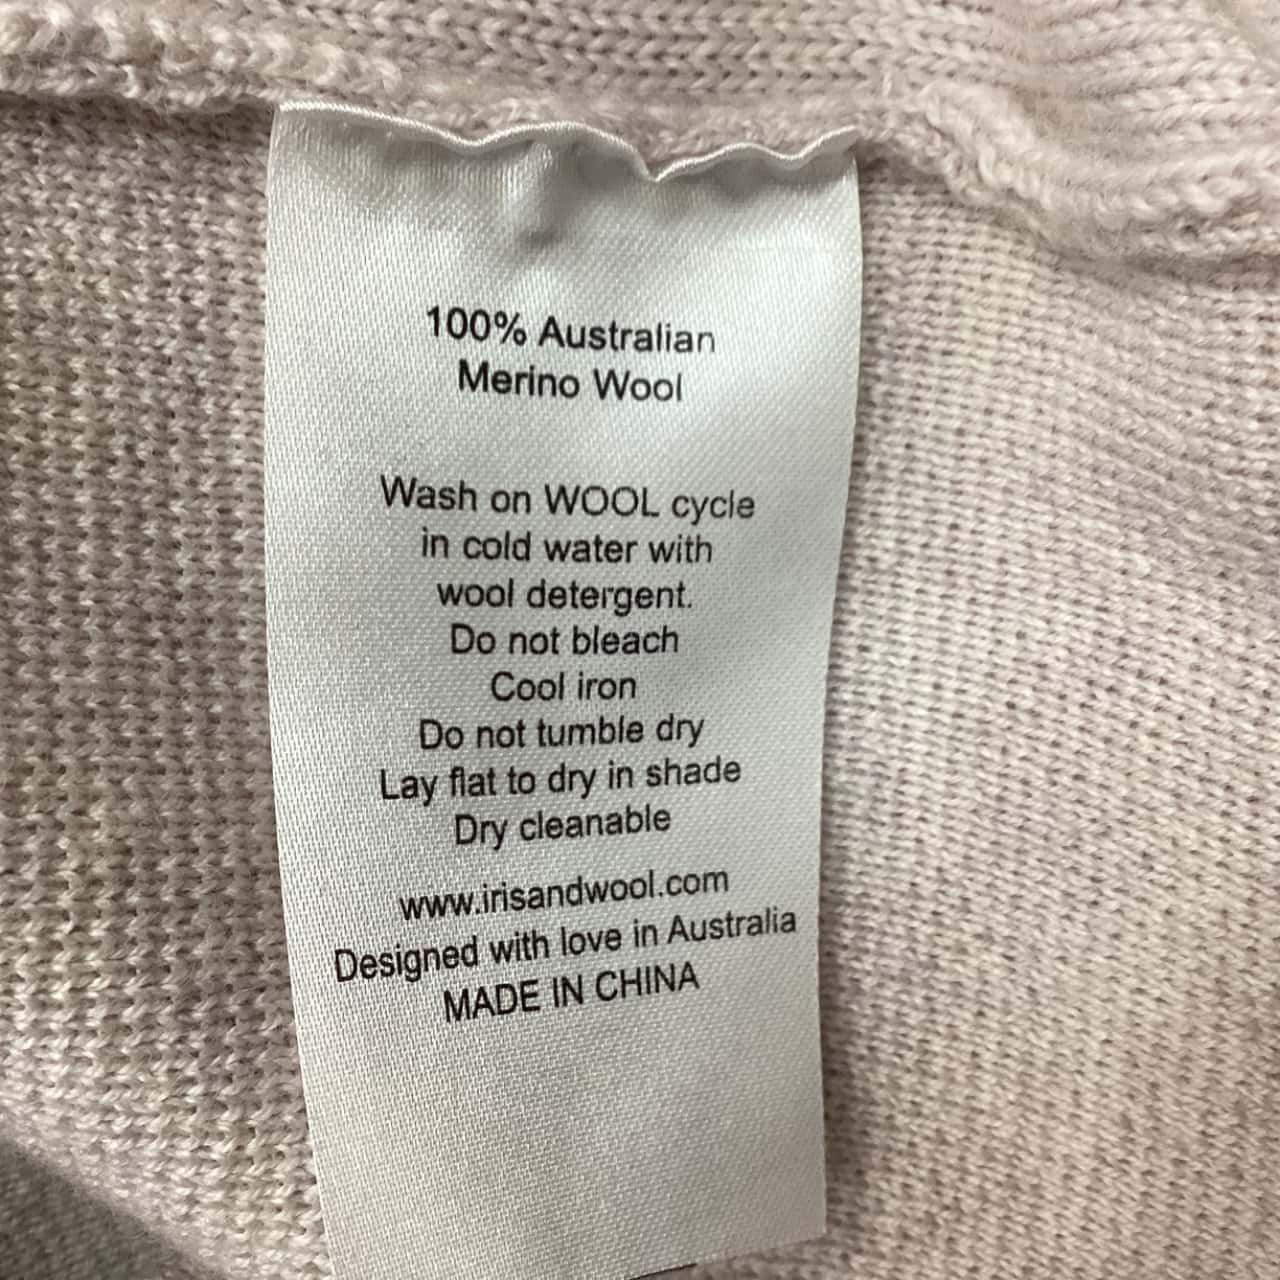 100% Australian
Merino Wool
Wash on WOOL cycle
in cold water with
wool detergent.
Do not bleach
Cool iron
Do not tumble dry
Lay flat to dry in shade
Dry cleanable
www.irisandwool.com
Designed with love in Australia
MADE IN CHINA